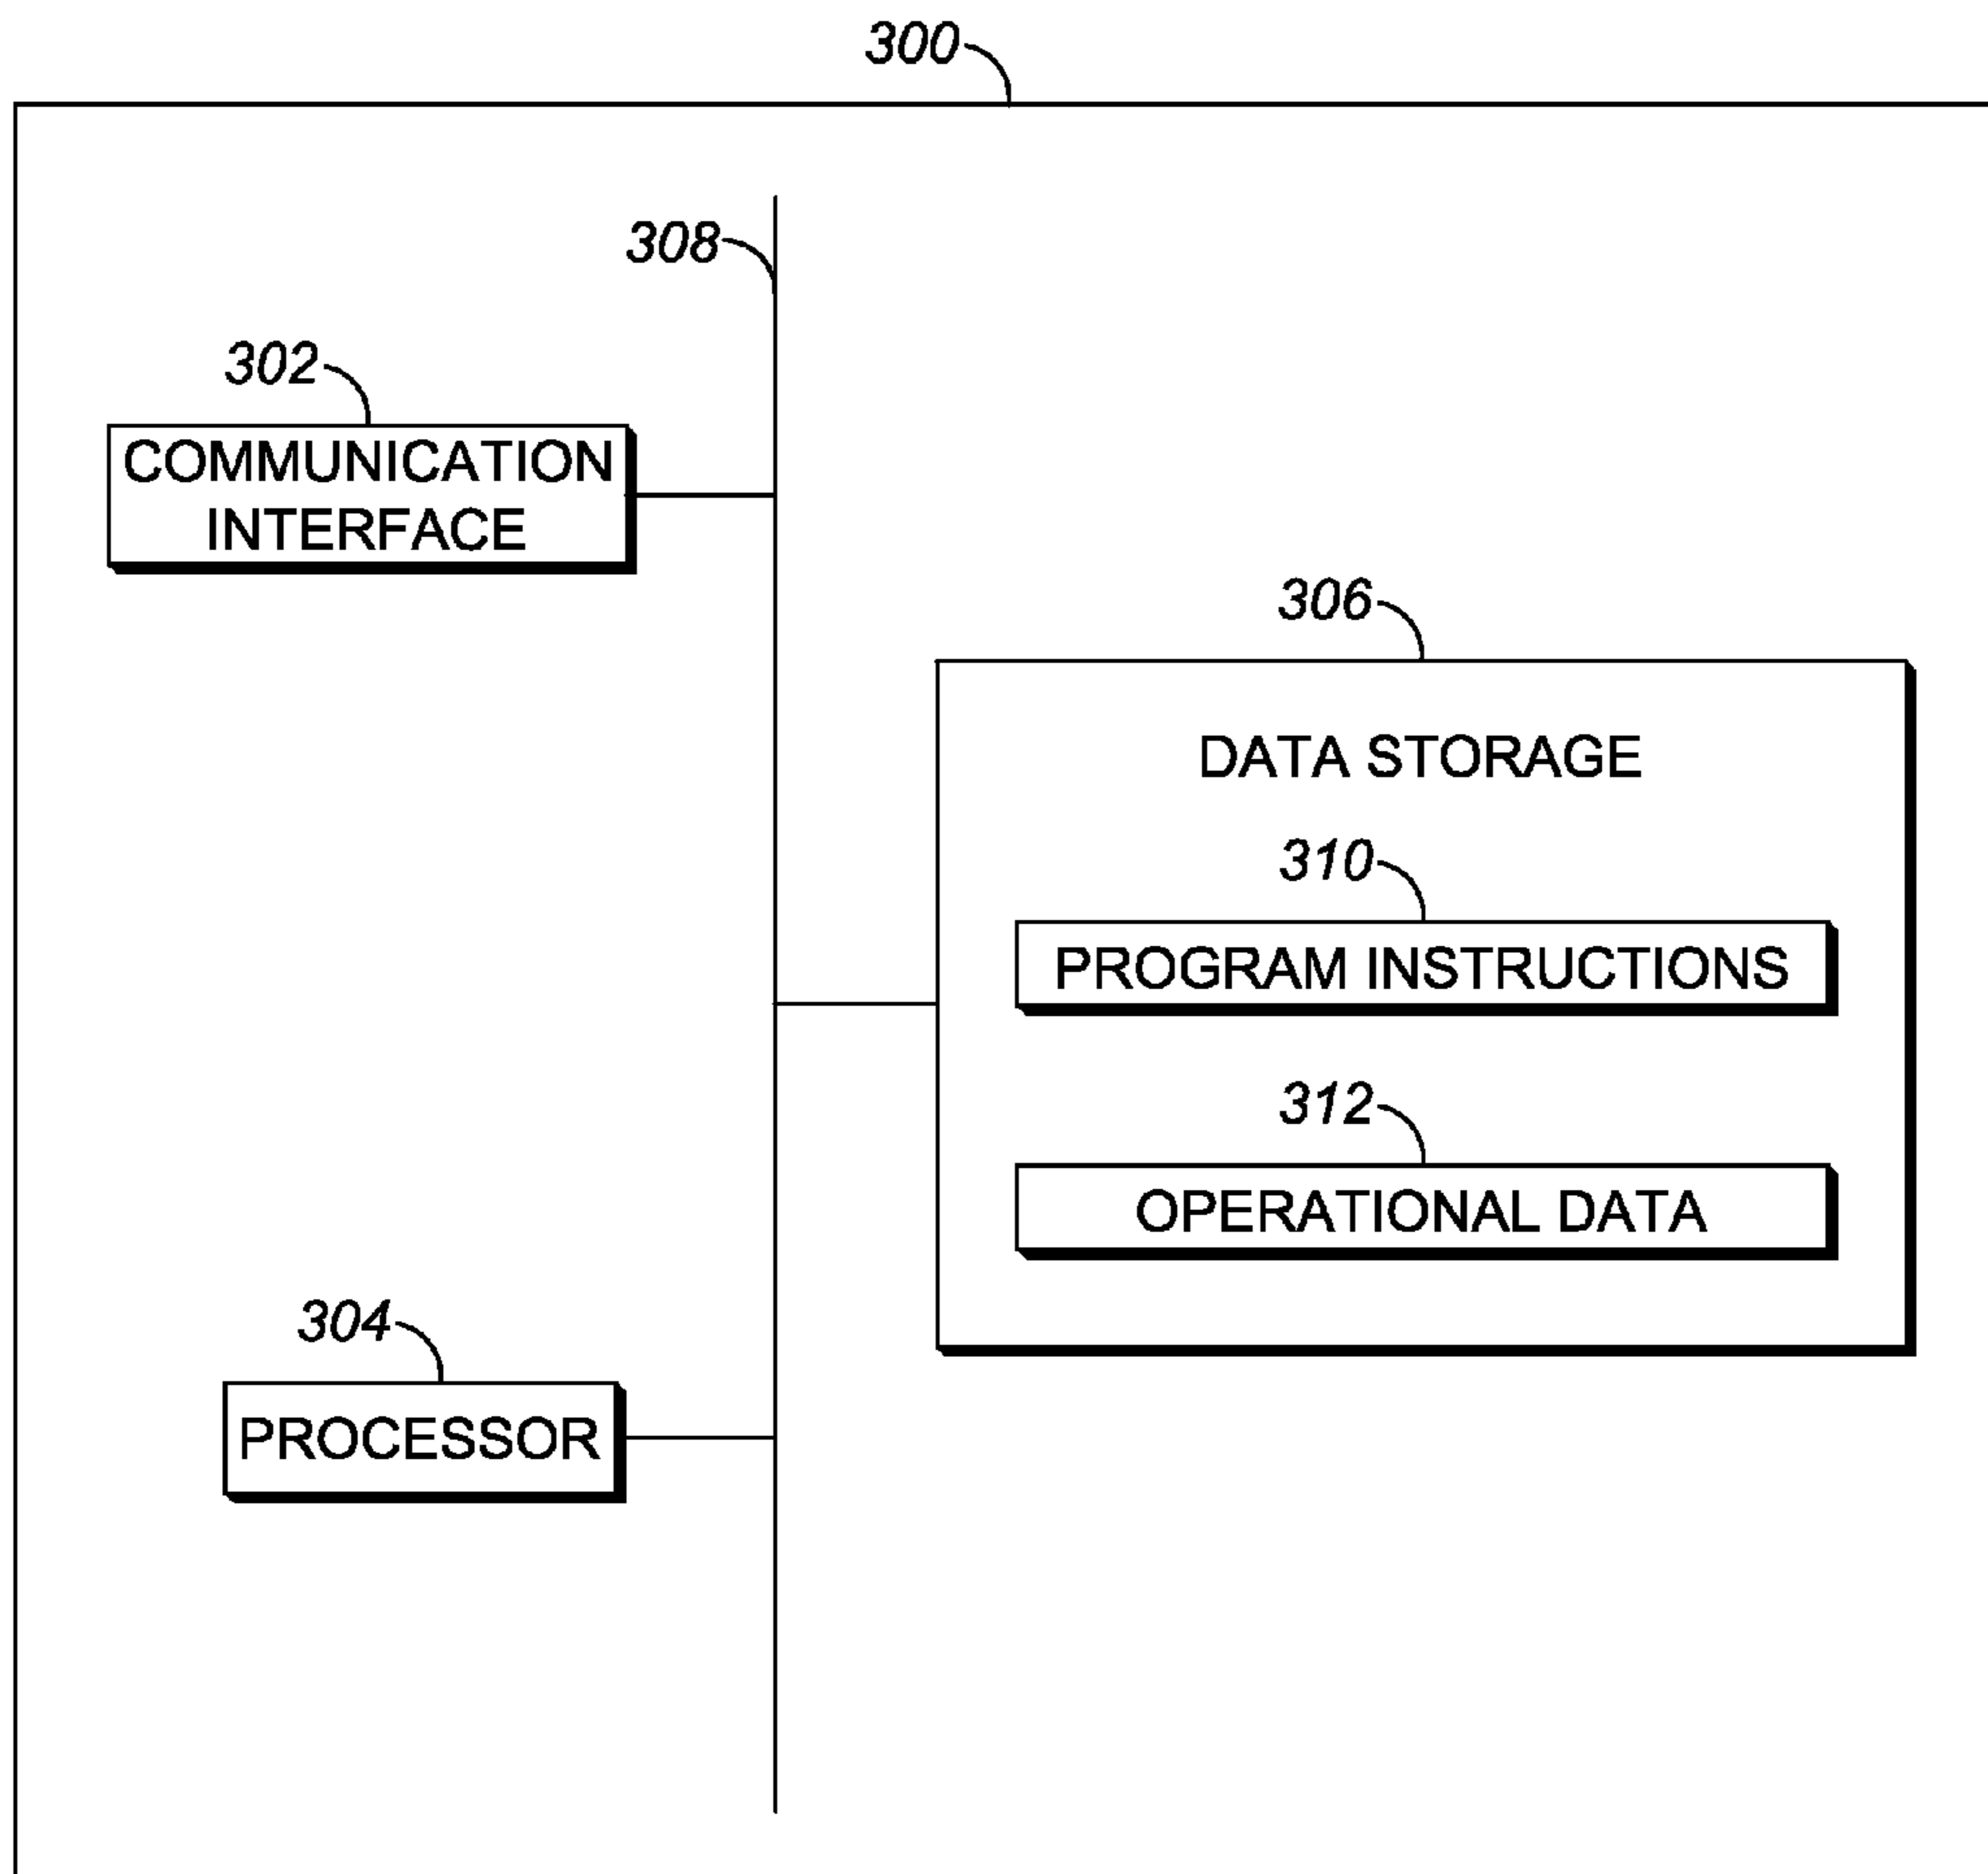 300
308
302
COMMUNICATION
INTERFACE
306
DATA STORAGE
310
PROGRAM INSTRUCTIONS
312
OPERATIONAL DATA
304
PROCESSOR